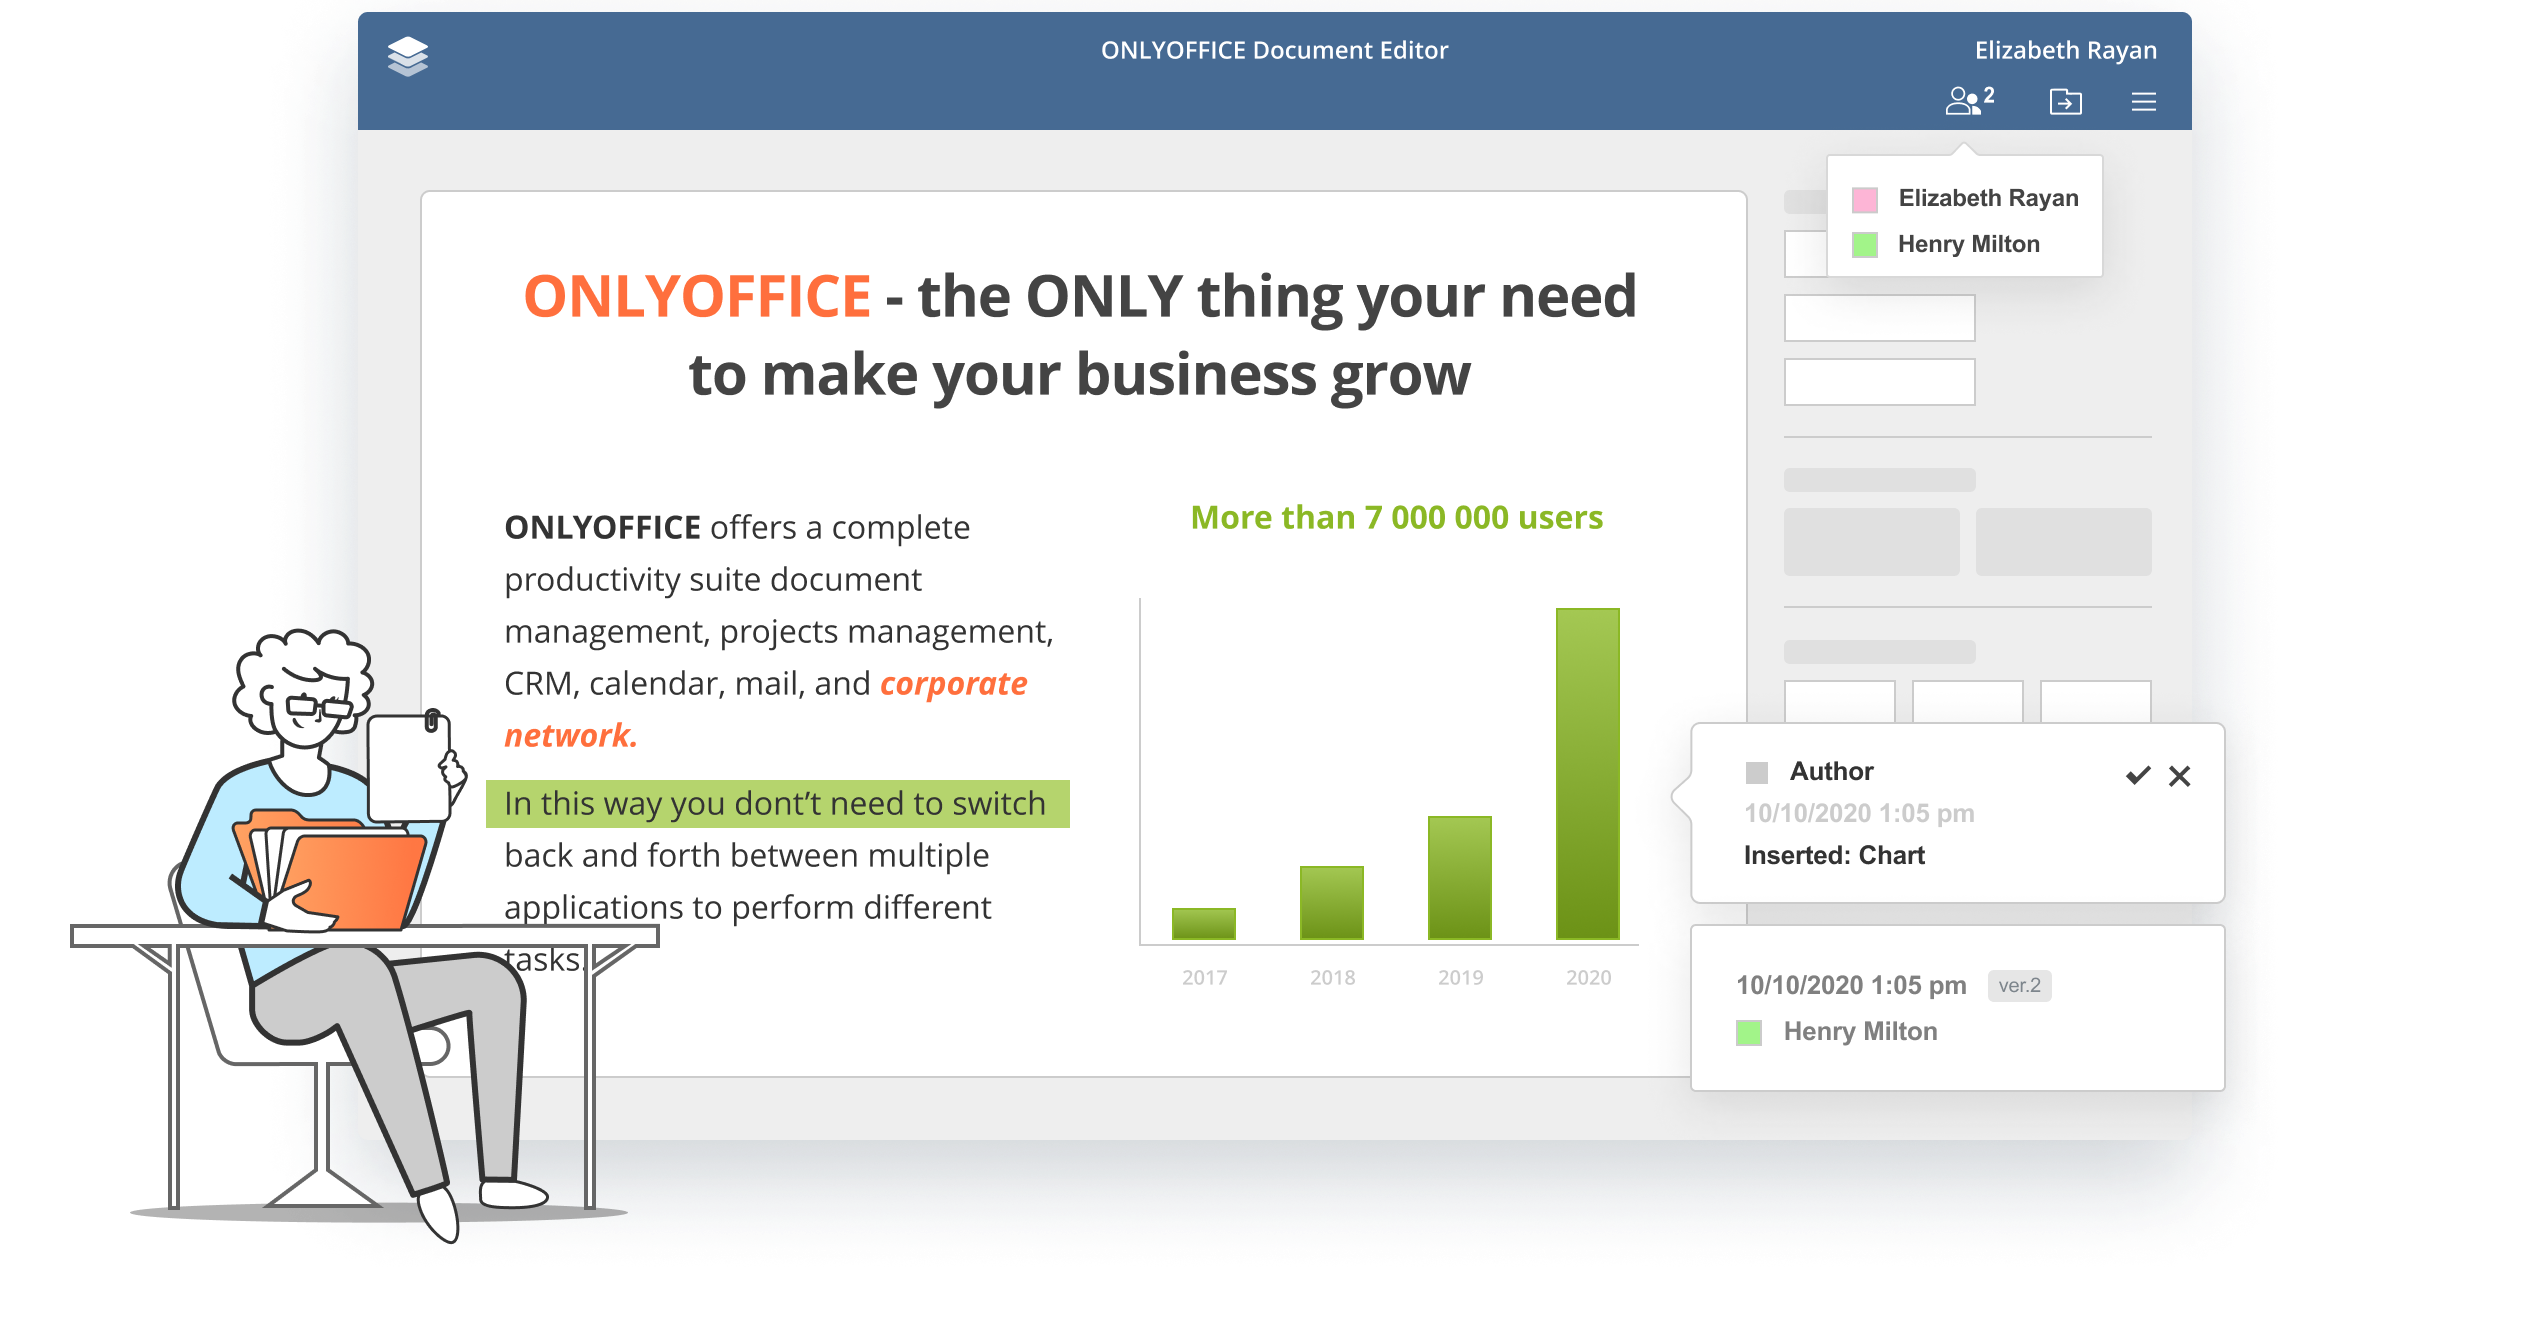 ONLYOFFICE Document Editor
Elizabeth Rayan
2
Elizabeth Rayan
Henry Milton
ONLYOFFICE - the ONLY thing your need
to make your business grow
ONLYOFFICE offers a complete
productivity suite document
management, projects management,
CRM, calendar, mail, and corporate
network.
In this way you dont’t need to switch
back and forth between multiple
applications to perform different
tasks.
More than 7 000 000 users
2017 2018 2019 2020
Author
10/10/2020 1:05 pm
Inserted: Chart
10/10/2020 1:05 pm ver.2
Henry Milton